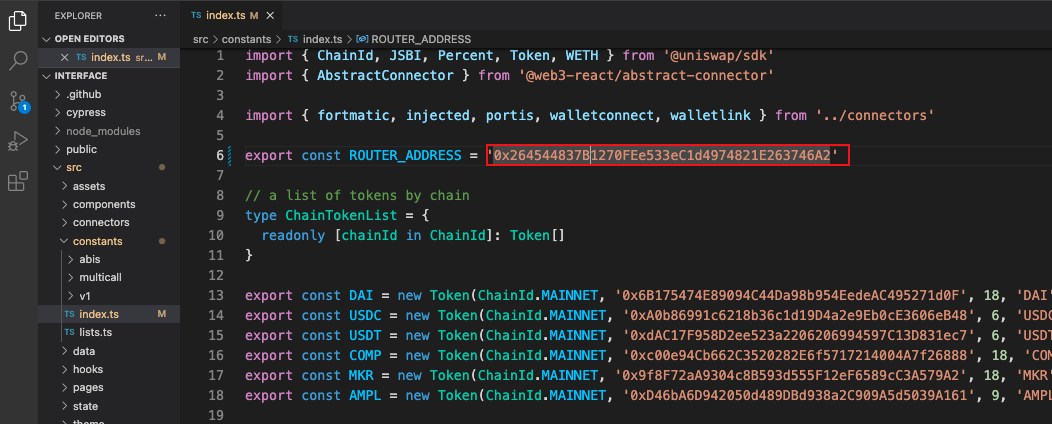 EXPLORER ...
OPEN EDITORS
TS index.ts sr... M
INTERFACE
.github
cypress
node_modules
public
src
assets
components
connectors
constants
abis
multicall
v1
index.ts M
lists.ts
data
hooks
pages
state
1
TS index.ts M
src > constants > TS index.ts > ROUTER_ADDRESS
1 import { ChainId, JSBI, Percent, Token, WETH } from '@uniswap/sdk'
2 import { AbstractConnector } from '@web3-react/abstract-connector'
3
4 import { fortmatic, injected, portis, walletconnect, walletlink } from '../connectors'
5
6 export const ROUTER_ADDRESS = '0x264544837B1270FEe533eC1d4974821E263746A2'
7
8 // a list of tokens by chain
9 type ChainTokenList = {
10 readonly [chainId in ChainId]: Token[]
11 }
12
13 export const DAI = new Token(ChainId.MAINNET, '0x6B175474E89094C44Da98b954EedeAC495271d0F', 18, 'DAI'
14 export const USDC = new Token(ChainId.MAINNET, '0xA0b86991c6218b36c1d19D4a2e9Eb0cE3606eB48', 6, 'USDC
15 export const USDT = new Token(ChainId.MAINNET, '0xdAC17F958D2ee523a2206206994597C13D831ec7', 6, 'USDT
16 export const COMP = new Token(ChainId.MAINNET, '0xc00e94Cb662C3520282E6f5717214004A7f26888', 18, 'COM
17 export const MKR = new Token(ChainId.MAINNET, '0x9f8F72aA9304c8B593d555F12eF6589cC3A579A2', 18, 'MKR'
18 export const AMPL = new Token(ChainId.MAINNET, '0xD46bA6D942050d489DBd938a2C909A5d5039A161', 9, 'AMPL
19